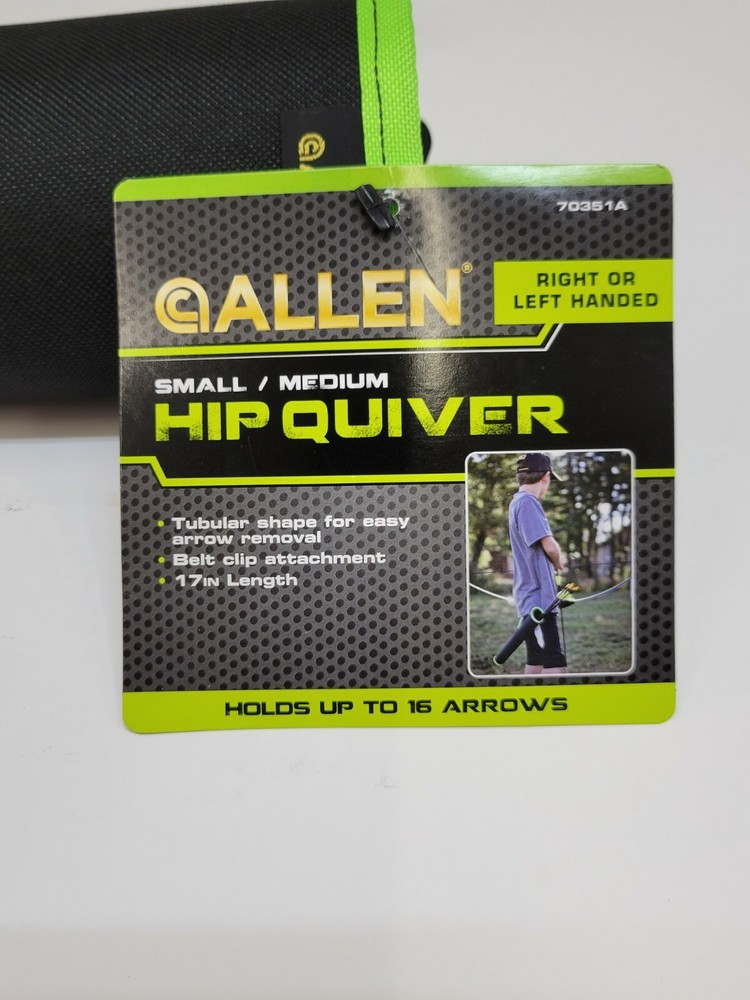 70351A
ALLEN®
RIGHT OR
LEFT HANDED
SMALL / MEDIUM
HIP QUIVER
• Tubular shape for easy
arrow removal
• Belt clip attachment
• 17IN Length
HOLDS UP TO 16 ARROWS